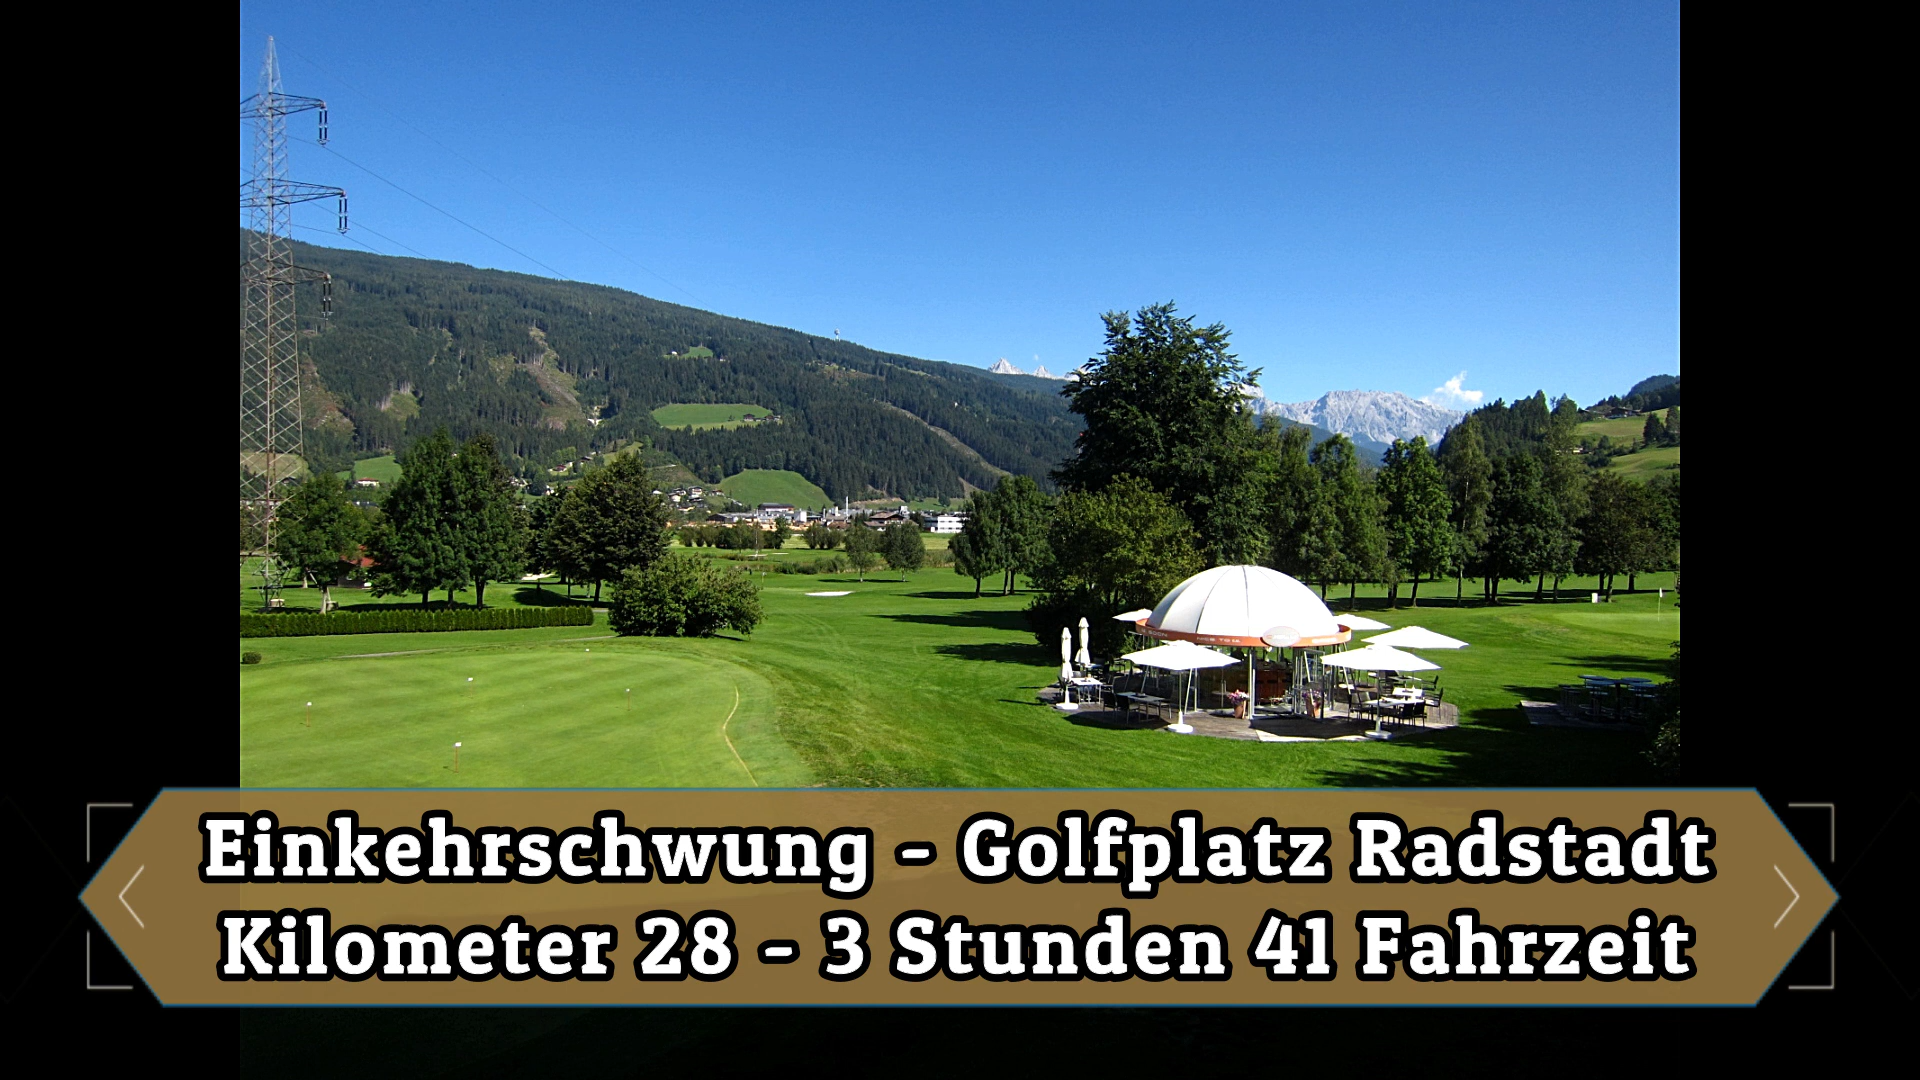 Einkehrschwung - Golfplatz Radstadt
Kilometer 28 - 3 Stunden 41 Fahrzeit